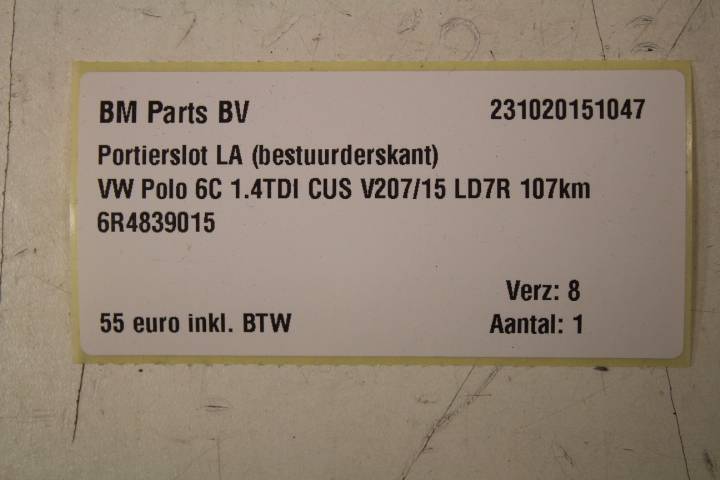 BM Parts BV 231020151047
Portierslot LA (bestuurderskant)
VW Polo 6C 1.4TDI CUS V207/15 LD7R 107km
6R4839015
Verz: 8
55 euro inkl. BTW Aantal: 1